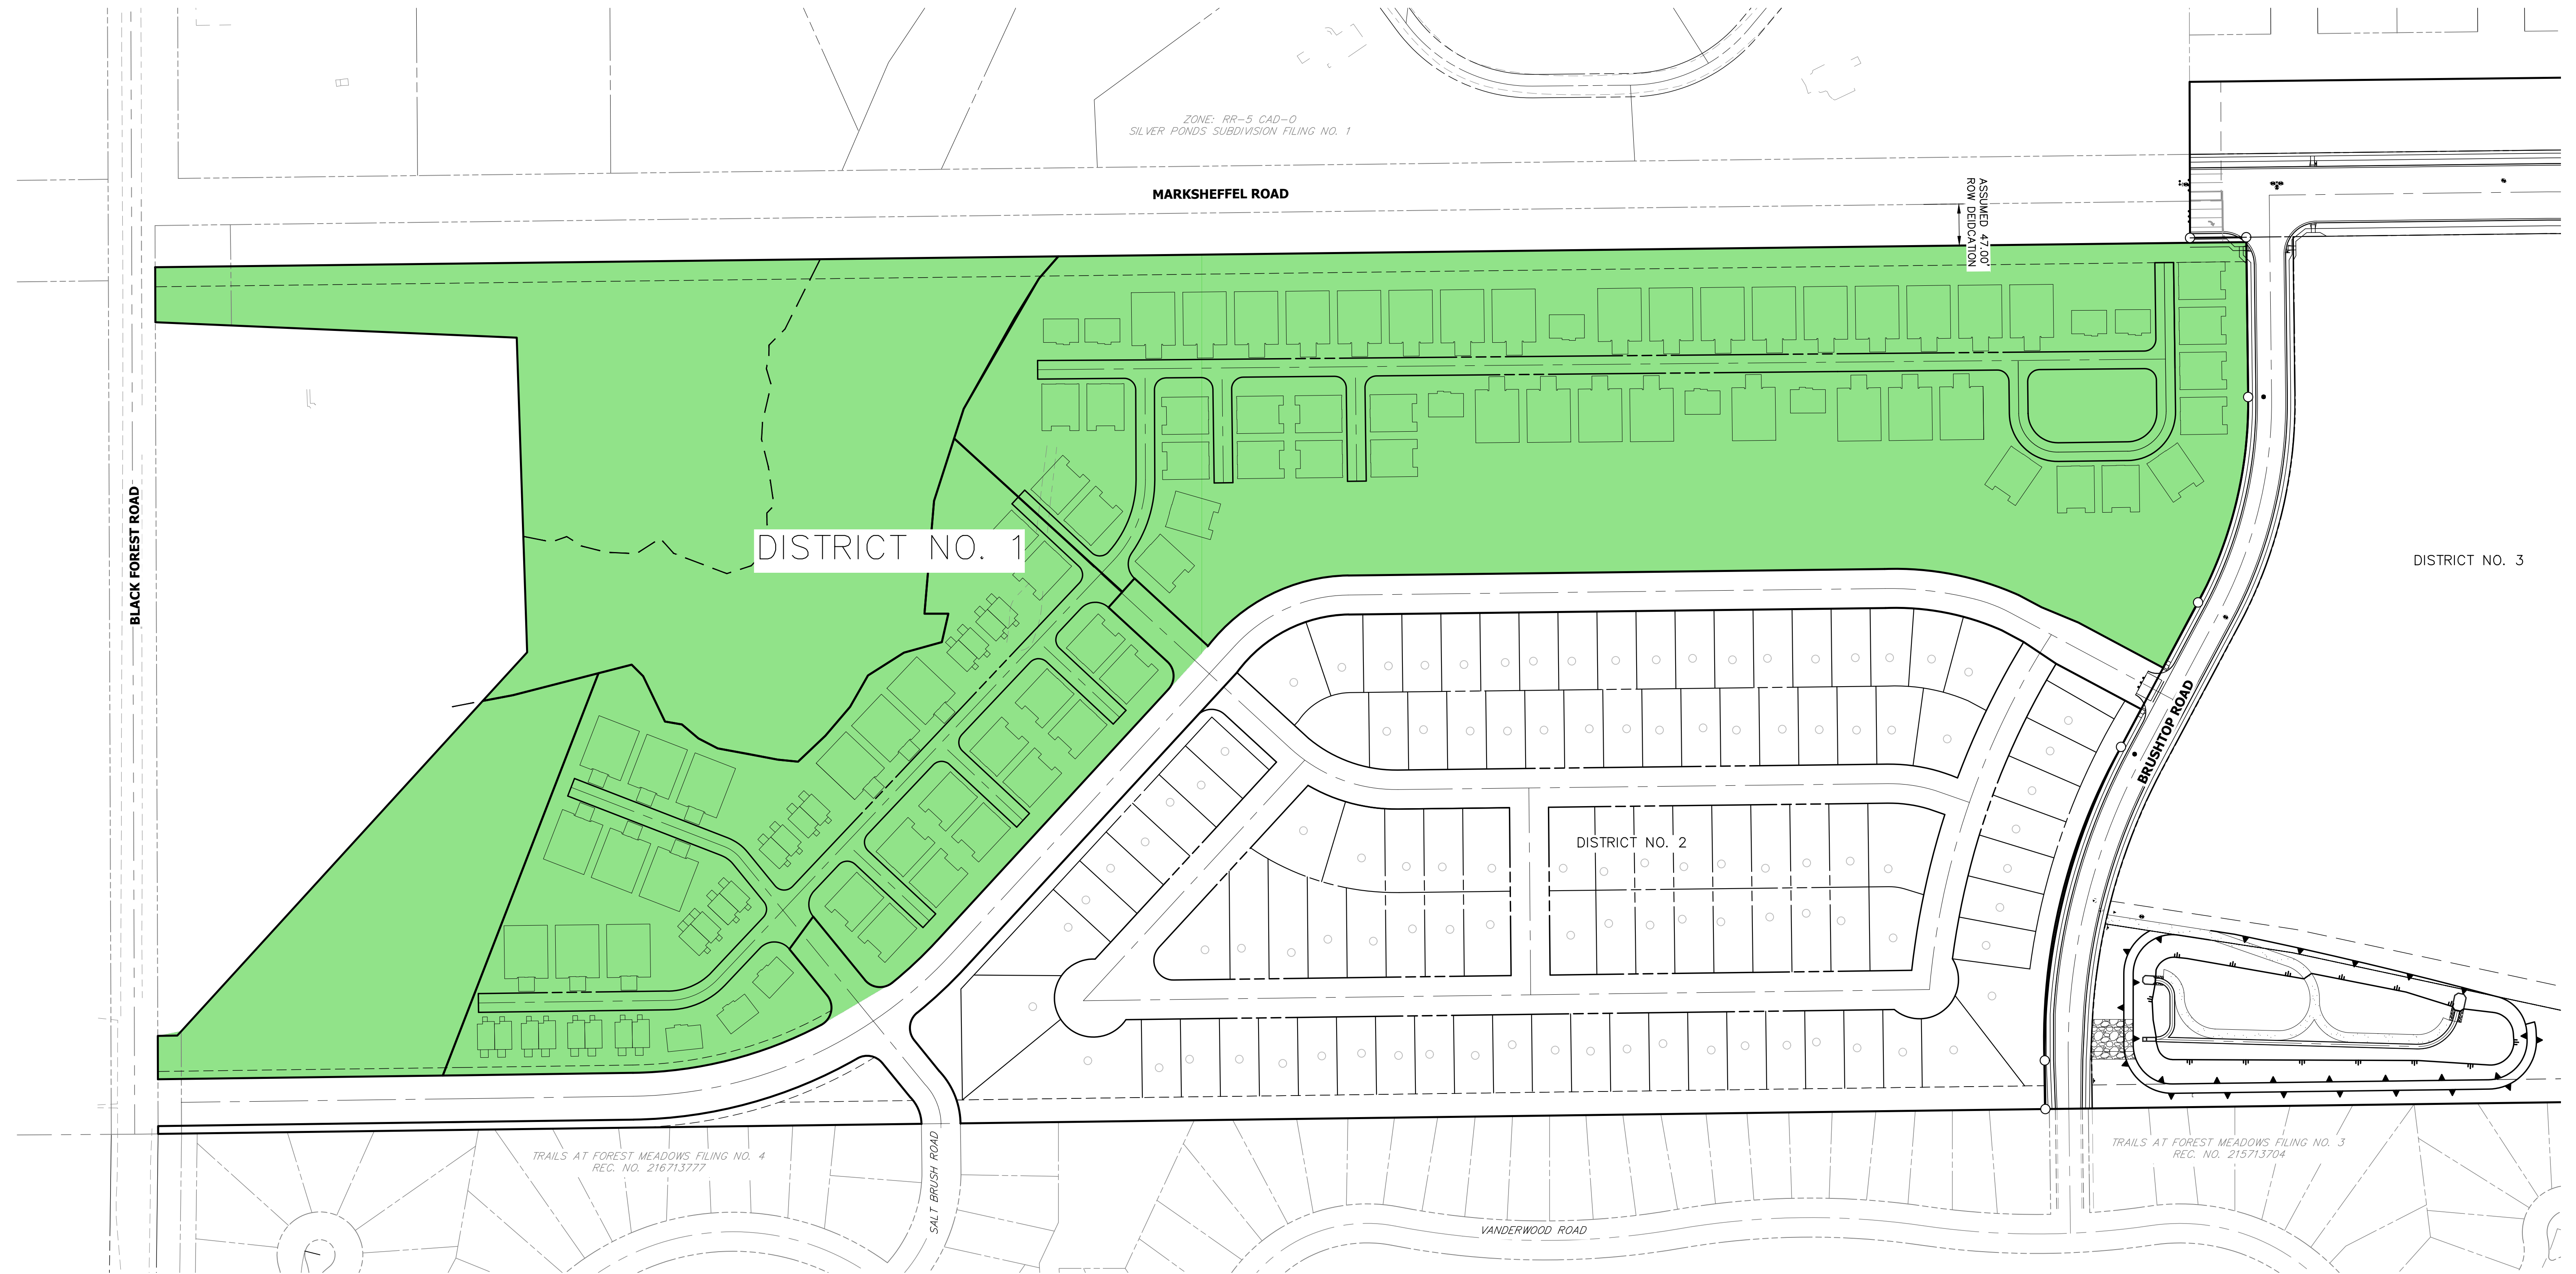 ZONE: RR-5 CAD-O
SILVER PONDS SUBDIVISION FILING NO. 1
MARKSHEFFEL ROAD
ASSUMED 47.00'
ROW DEIDCATION
BLACK FOREST ROAD
DISTRICT NO. 1
DISTRICT NO. 3
BRUSHTOP ROAD
DISTRICT NO. 2
TRAILS AT FOREST MEADOWS FILING NO. 4
REC. NO. 216713777
SALT BRUSH ROAD
TRAILS AT FOREST MEADOWS FILING NO. 3
REC. NO. 215713704
VANDERWOOD ROAD